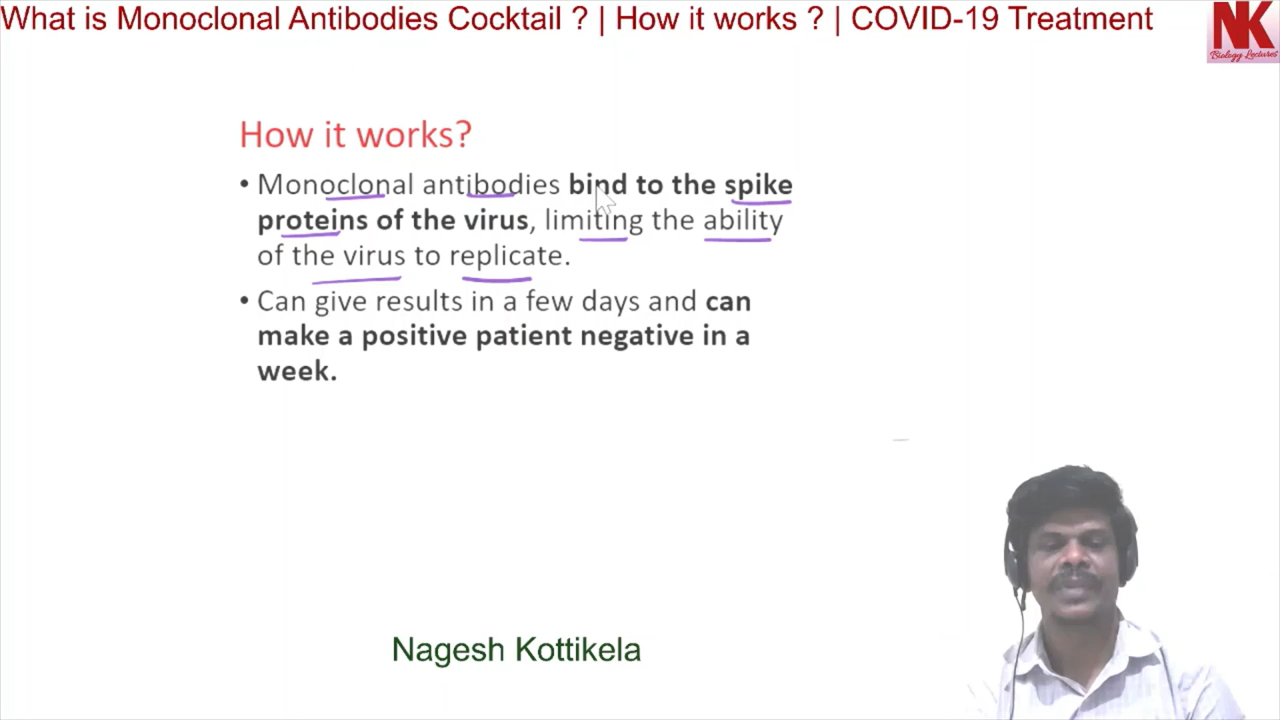 What is Monoclonal Antibodies Cocktail ? | How it works ? | COVID-19 Treatment
NK
Biology Lectures
How it works?
• Monoclonal antibodies bind to the spike
proteins of the virus, limiting the ability
of the virus to replicate.
• Can give results in a few days and can
make a positive patient negative in a
week.
Nagesh Kottikela